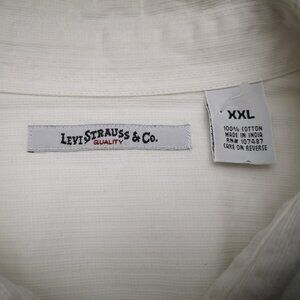 LEVI STRAUSS & CO.
QUALITY
XXL
100% COTTON
MADE IN INDIA
RN# 107487
CARE ON REVERSE